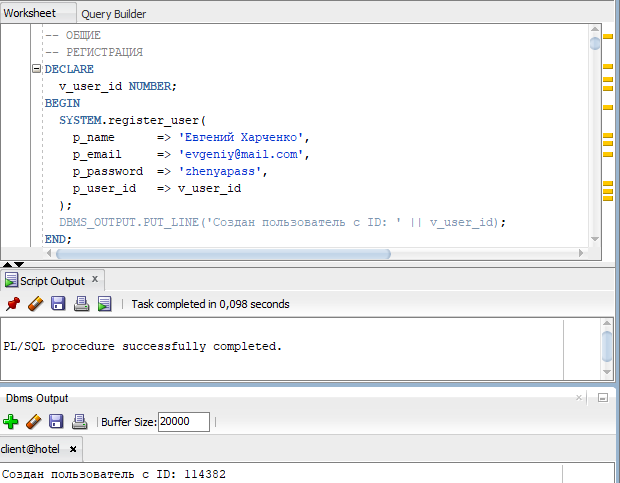 Worksheet Query Builder
-- ОБЩИЕ
-- РЕГИСТРАЦИЯ
DECLARE
v_user_id NUMBER;
BEGIN
SYSTEM.register_user(
p_name => 'Евгений Харченко',
p_email => 'evgeniy@mail.com',
p_password => 'zhenyapass',
p_user_id => v_user_id
);
DBMS_OUTPUT.PUT_LINE('Создан пользователь с ID: ' || v_user_id);
END;
Script Output x
Task completed in 0,098 seconds
PL/SQL procedure successfully completed.
Dbms Output
Buffer Size: 20000
client@hotel x
Создан пользователь с ID: 114382